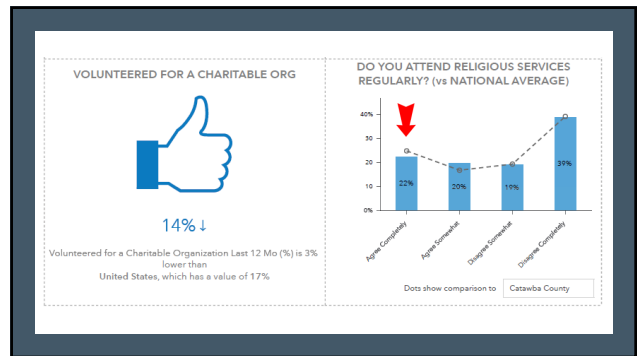 VOLUNTEERED FOR A CHARITABLE ORG
14%↓
Volunteered for a Charitable Organization Last 12 Mo (%) is 3%
lower than
United States, which has a value of 17%
DO YOU ATTEND RELIGIOUS SERVICES
REGULARLY? (vs NATIONAL AVERAGE)
40%
30
20
10
0%
22%
20%
19%
39%
Agree Completely
Agree Somewhat
Disagree Somewhat
Disagree Completely
Dots show comparison to
Catawba County